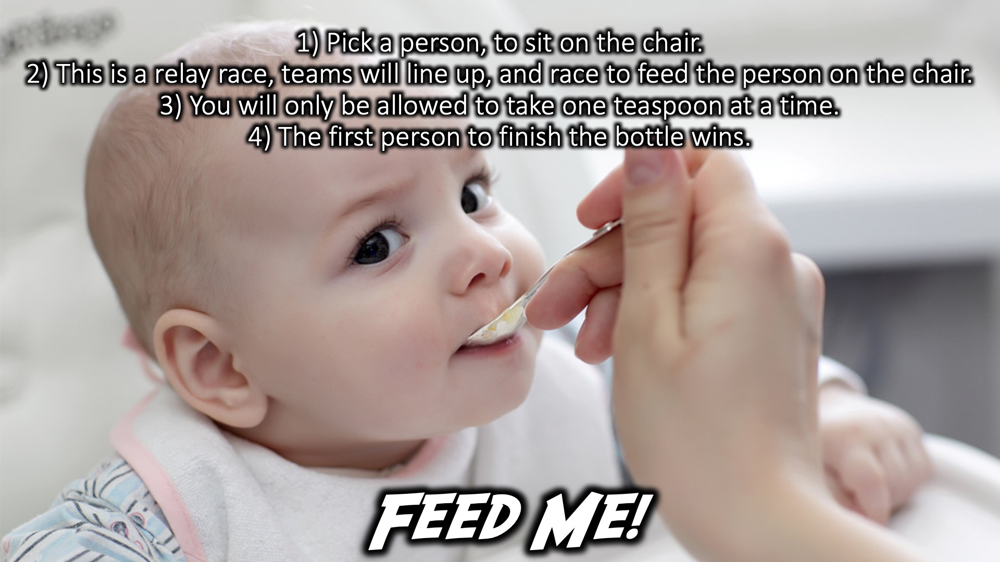 1) Pick a person, to sit on the chair.
2) This is a relay race, teams will line up, and race to feed the person on the chair.
3) You will only be allowed to take one teaspoon at a time.
4) The first person to finish the bottle wins.
FEED ME!